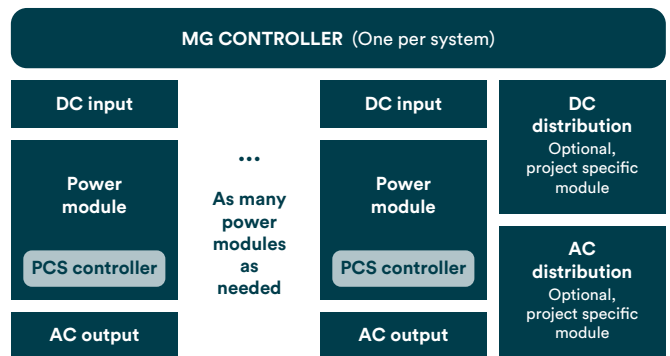 MG CONTROLLER (One per system)
DC input
Power
module
PCS controller
AC output
...
As many
power
modules
as
needed
DC input
Power
module
PCS controller
AC output
DC
distribution
Optional,
project specific
module
AC
distribution
Optional,
project specific
module